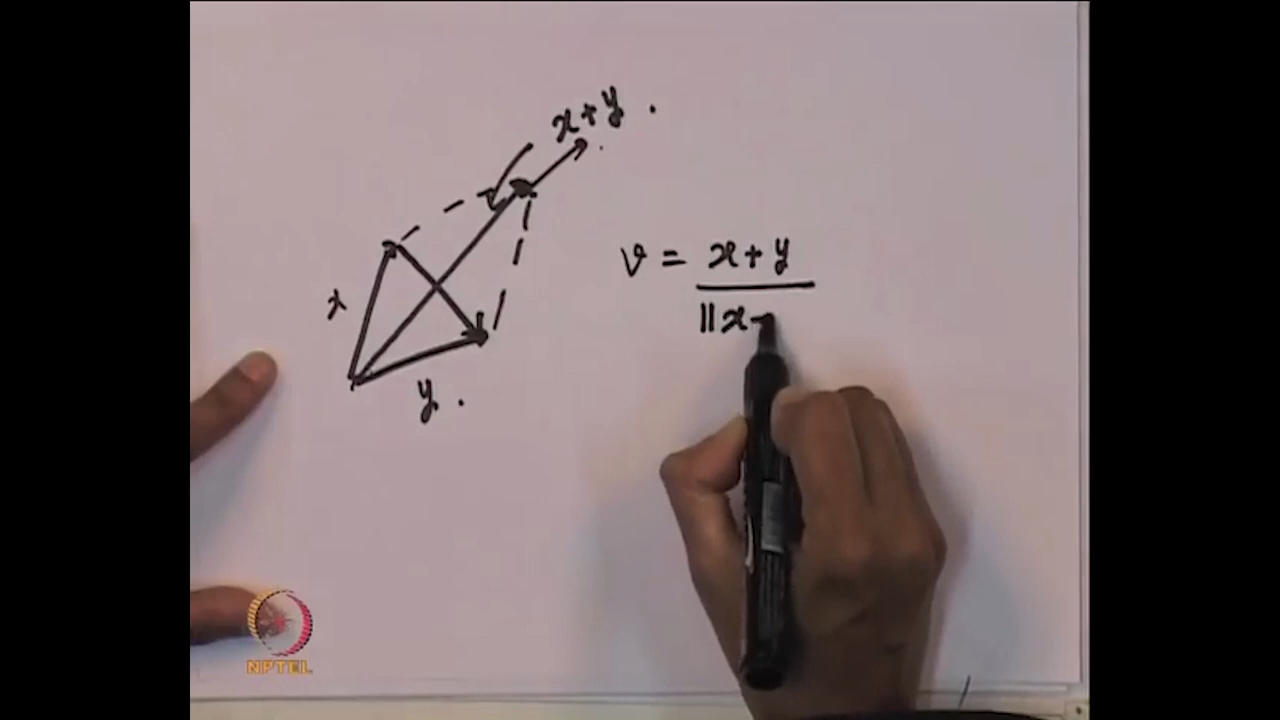 x+y .
v = x+y
||x-
x
y .
NPTEL